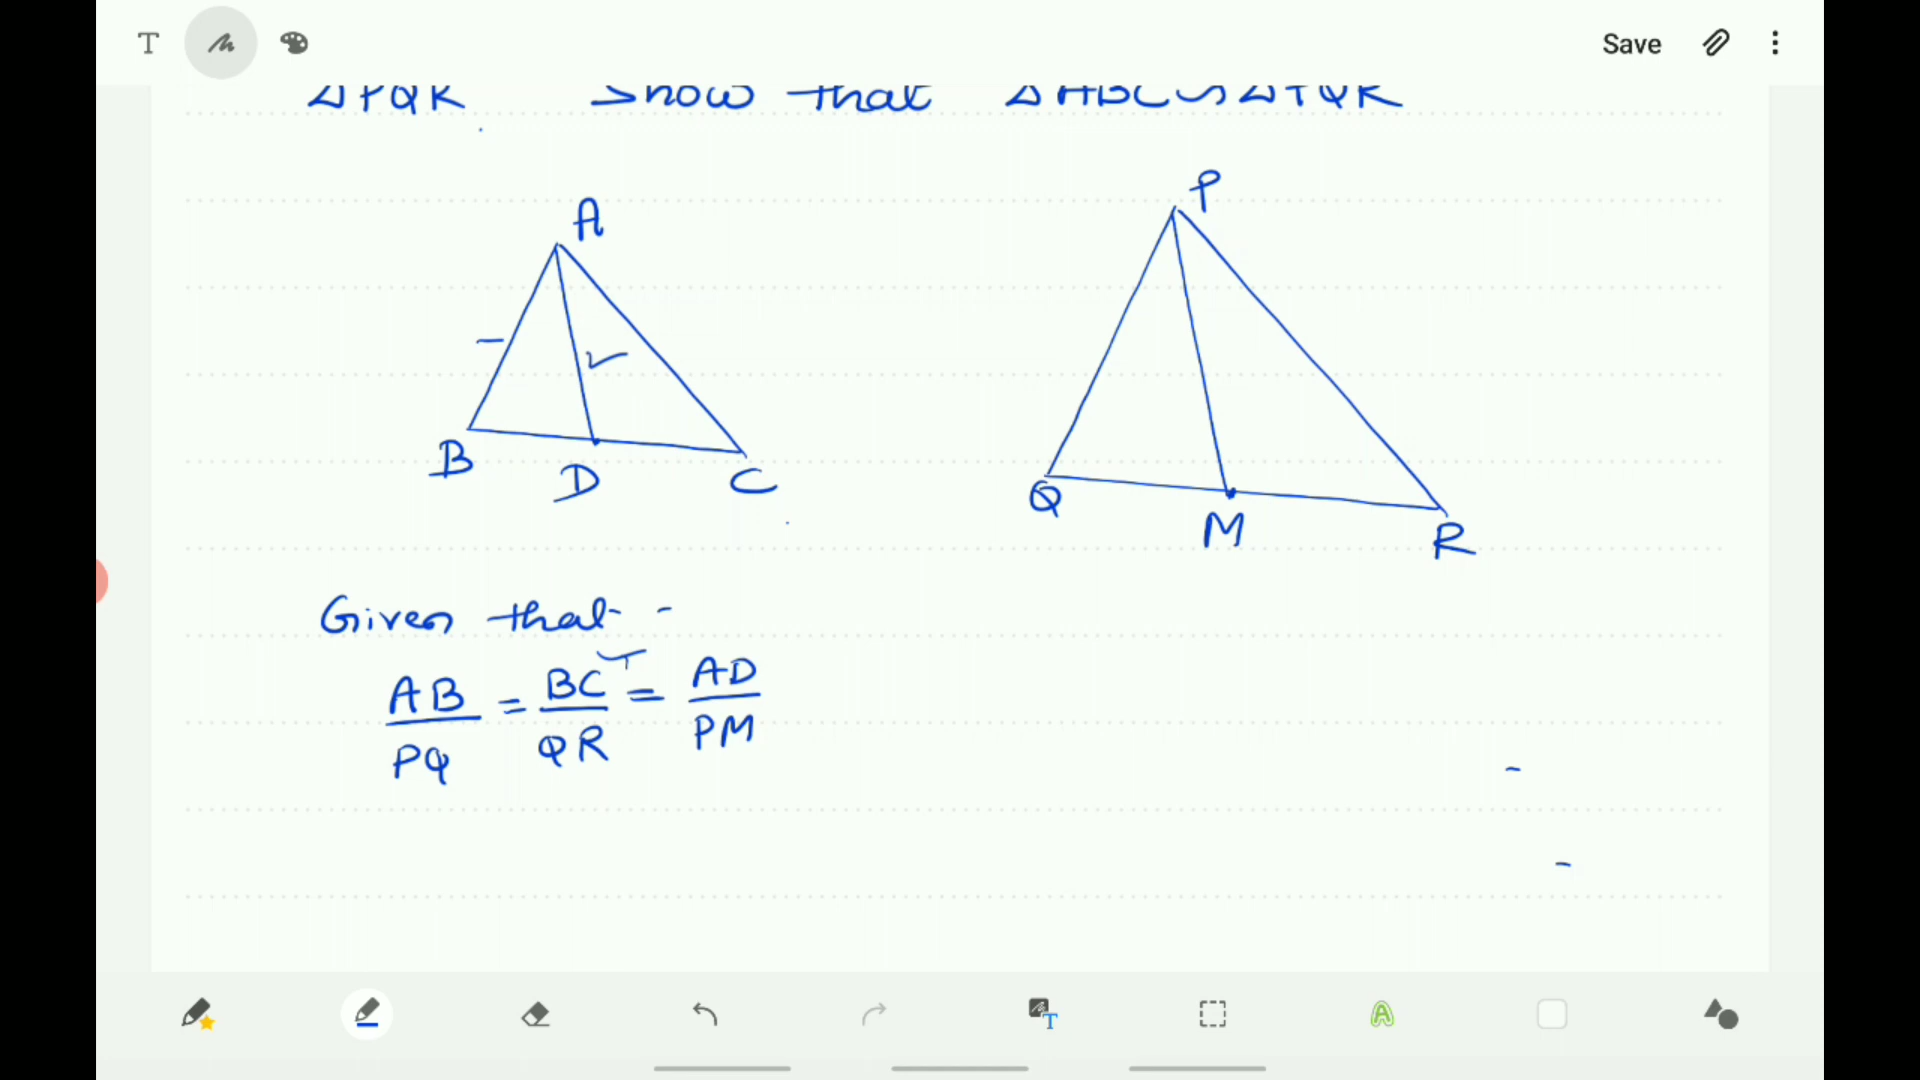 Save
ΔPQR Show that ΔABC ∽ ΔPQR
A
P
B D C
Q M R
Given that -
AB/PQ = BC/QR = AD/PM